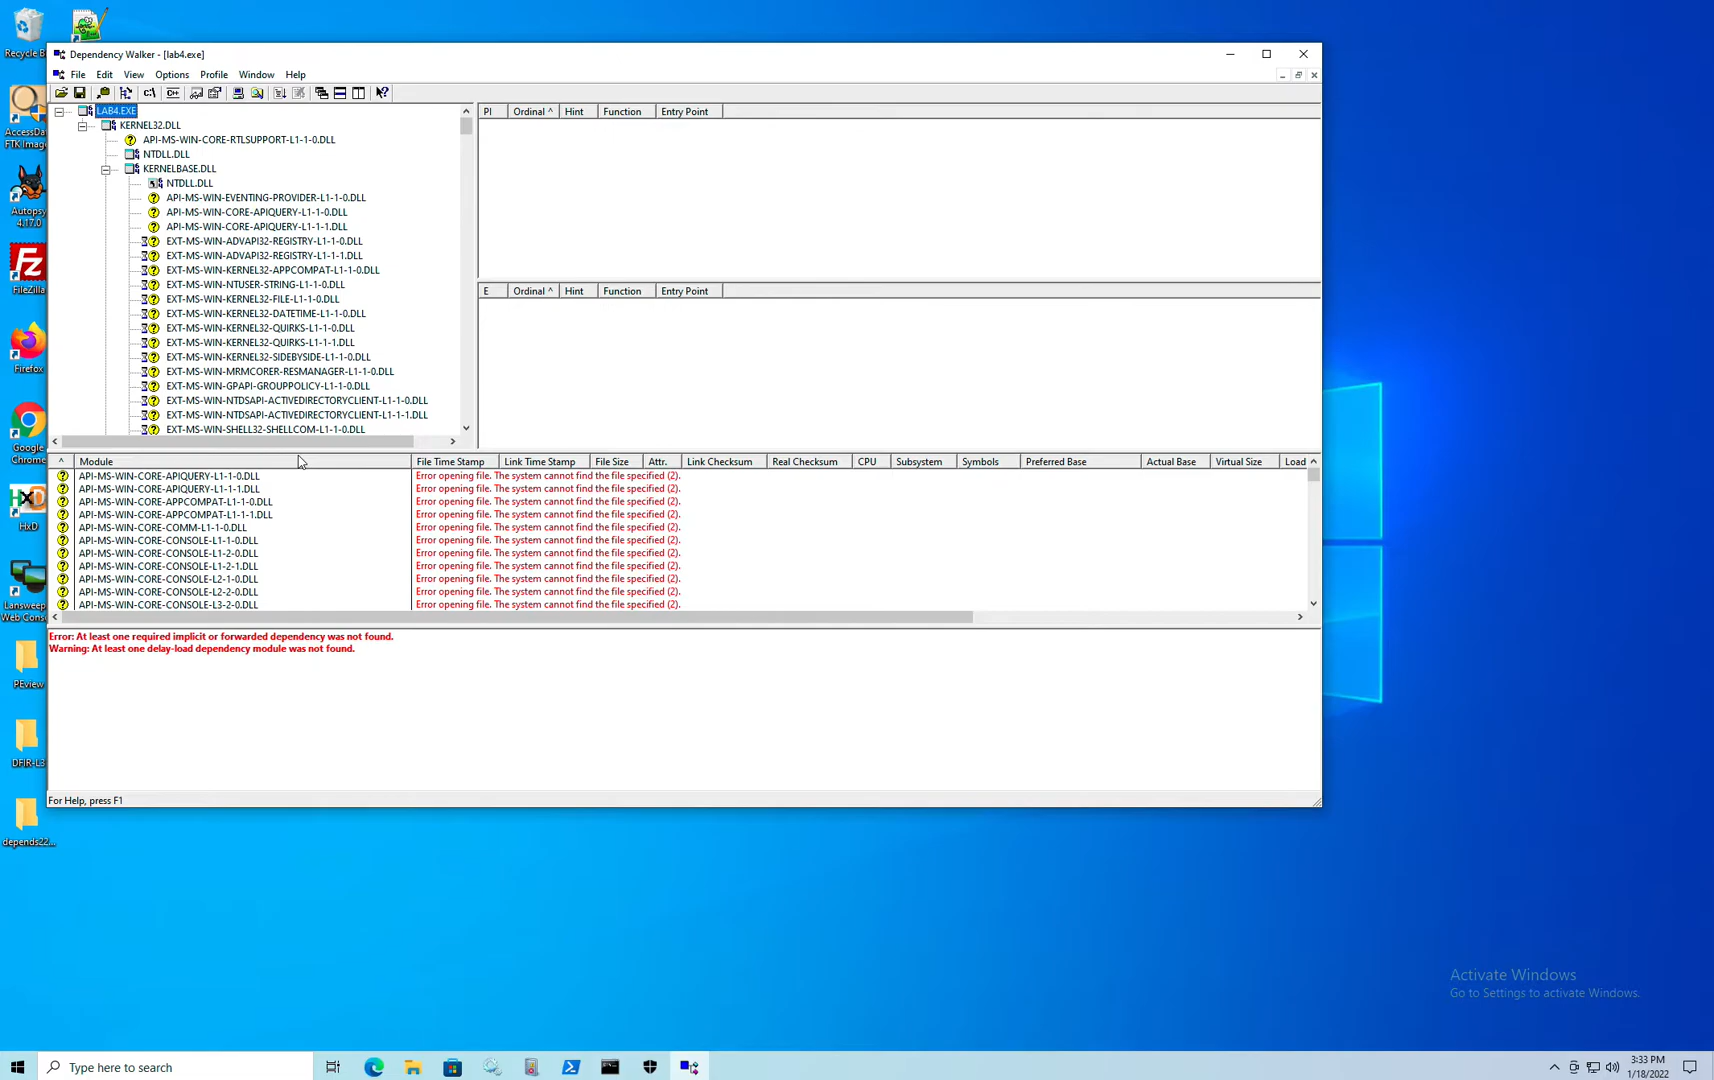 Recycle B
AccessDa
FTK Image
Autopsy
4.17.0
FileZilla
Firefox
Google
Chrome
HxD
Lansweep
Web Cons
PEview
DFIR-L3
depends22...
Dependency Walker - [lab4.exe]
File Edit View Options Profile Window Help
LAB4.EXE
KERNEL32.DLL
API-MS-WIN-CORE-RTLSUPPORT-L1-1-0.DLL
NTDLL.DLL
KERNELBASE.DLL
NTDLL.DLL
API-MS-WIN-EVENTING-PROVIDER-L1-1-0.DLL
API-MS-WIN-CORE-APIQUERY-L1-1-0.DLL
API-MS-WIN-CORE-APIQUERY-L1-1-1.DLL
EXT-MS-WIN-ADVAPI32-REGISTRY-L1-1-0.DLL
EXT-MS-WIN-ADVAPI32-REGISTRY-L1-1-1.DLL
EXT-MS-WIN-KERNEL32-APPCOMPAT-L1-1-0.DLL
EXT-MS-WIN-NTUSER-STRING-L1-1-0.DLL
EXT-MS-WIN-KERNEL32-FILE-L1-1-0.DLL
EXT-MS-WIN-KERNEL32-DATETIME-L1-1-0.DLL
EXT-MS-WIN-KERNEL32-QUIRKS-L1-1-0.DLL
EXT-MS-WIN-KERNEL32-QUIRKS-L1-1-1.DLL
EXT-MS-WIN-KERNEL32-SIDEBYSIDE-L1-1-0.DLL
EXT-MS-WIN-MRMCORER-RESMANAGER-L1-1-0.DLL
EXT-MS-WIN-GPAPI-GROUPPOLICY-L1-1-0.DLL
EXT-MS-WIN-NTDSAPI-ACTIVEDIRECTORYCLIENT-L1-1-0.DLL
EXT-MS-WIN-NTDSAPI-ACTIVEDIRECTORYCLIENT-L1-1-1.DLL
EXT-MS-WIN-SHELL32-SHELLCOM-L1-1-0.DLL
PI Ordinal ^ Hint Function Entry Point
E Ordinal ^ Hint Function Entry Point
^ Module File Time Stamp Link Time Stamp File Size Attr. Link Checksum Real Checksum CPU Subsystem Symbols Preferred Base Actual Base Virtual Size Load
API-MS-WIN-CORE-APIQUERY-L1-1-0.DLL Error opening file. The system cannot find the file specified (2).
API-MS-WIN-CORE-APIQUERY-L1-1-1.DLL Error opening file. The system cannot find the file specified (2).
API-MS-WIN-CORE-APPCOMPAT-L1-1-0.DLL Error opening file. The system cannot find the file specified (2).
API-MS-WIN-CORE-APPCOMPAT-L1-1-1.DLL Error opening file. The system cannot find the file specified (2).
API-MS-WIN-CORE-COMM-L1-1-0.DLL Error opening file. The system cannot find the file specified (2).
API-MS-WIN-CORE-CONSOLE-L1-1-0.DLL Error opening file. The system cannot find the file specified (2).
API-MS-WIN-CORE-CONSOLE-L1-2-0.DLL Error opening file. The system cannot find the file specified (2).
API-MS-WIN-CORE-CONSOLE-L1-2-1.DLL Error opening file. The system cannot find the file specified (2).
API-MS-WIN-CORE-CONSOLE-L2-1-0.DLL Error opening file. The system cannot find the file specified (2).
API-MS-WIN-CORE-CONSOLE-L2-2-0.DLL Error opening file. The system cannot find the file specified (2).
API-MS-WIN-CORE-CONSOLE-L3-2-0.DLL Error opening file. The system cannot find the file specified (2).
Error: At least one required implicit or forwarded dependency was not found.
Warning: At least one delay-load dependency module was not found.
For Help, press F1
Activate Windows
Go to Settings to activate Windows.
Type here to search
3:33 PM
1/18/2022